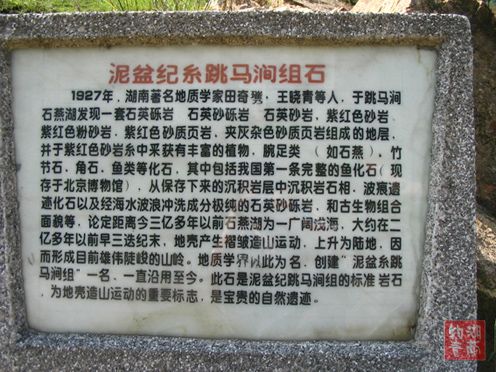 泥盆纪系跳马涧组石
1927年，湖南著名地质学家田奇㻪、王晓青等人，于跳马涧
石燕湖发现一套石英砾岩 石英砂砾岩 石英砂岩，紫红色砂岩
紫红色粉砂岩，紫红色砂质页岩，夹灰杂色砂质页岩组成的地层，
并于紫红色砂岩系中采获有丰富的植物，腕足类 （如石燕）。竹
节石，角石，鱼类等化石，其中包括我国第一条完整的鱼化石（现
存于北京博物馆），从保存下来的沉积岩层中沉积岩石相，波痕遗
迹化石以及经海水波浪冲洗成分极纯的石英砂砾岩，和古生物组合
面貌等，论定距离今三亿多年以前石燕湖为一广阔浅海，大约在二
亿多年以前早三迭纪末，地壳产生褶皱造山运动，上升为陆地，因
而形成目前雄伟陡峻的山岭。地质学界以此为名，创建"泥盆系跳
马涧组"一名，一直沿用至今。此石是泥盆纪跳马涧组的标准岩石
，为地壳造山运动的重要标志，是宝贵的自然遗迹。